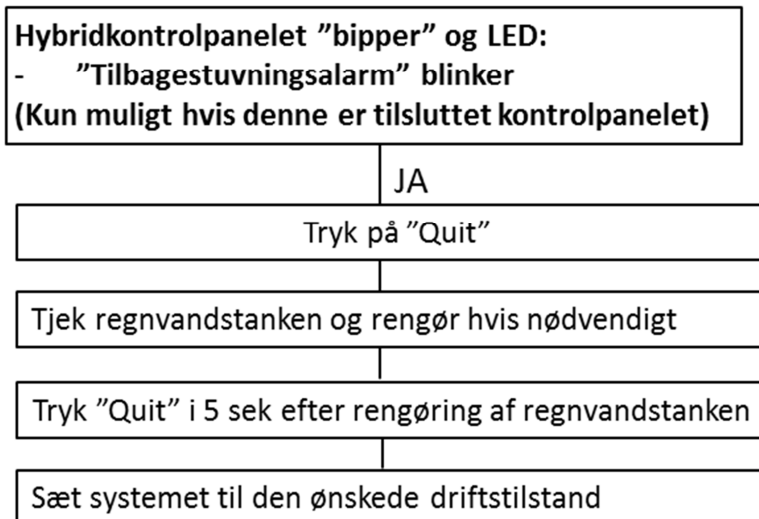 Hybridkontrolpanelet ”bipper” og LED:
- ”Tilbagestuvningsalarm” blinker
(Kun muligt hvis denne er tilsluttet kontrolpanelet)
JA
Tryk på ”Quit”
Tjek regnvandstanken og rengør hvis nødvendigt
Tryk ”Quit” i 5 sek efter rengøring af regnvandstanken
Sæt systemet til den ønskede driftstilstand